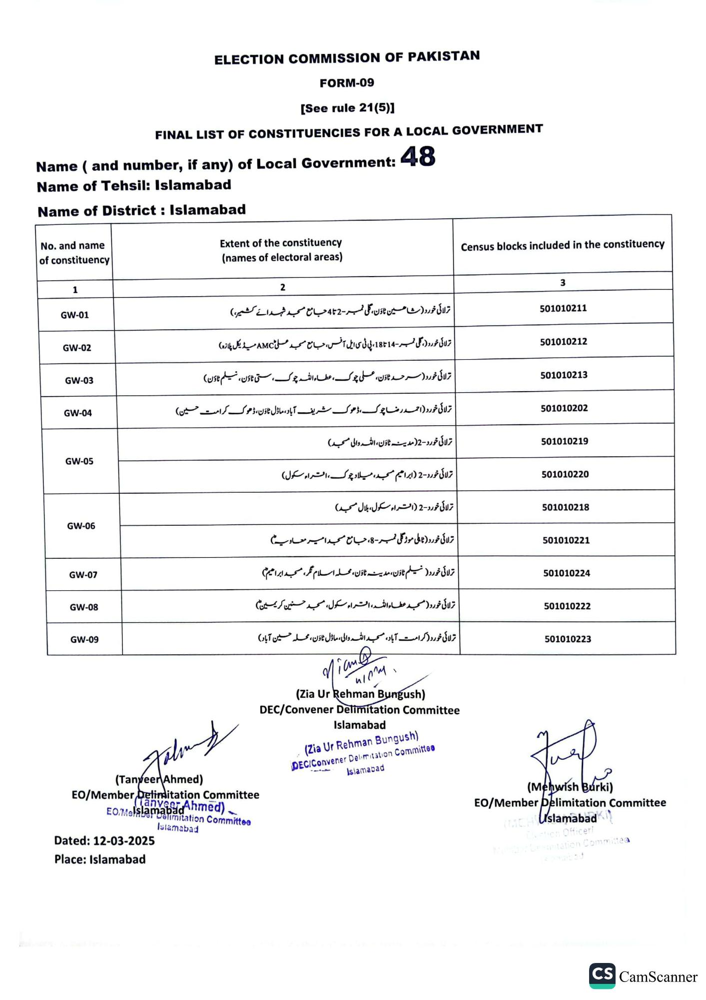 ELECTION COMMISSION OF PAKISTAN
FORM-09
[See rule 21(5)]
FINAL LIST OF CONSTITUENCIES FOR A LOCAL GOVERNMENT
Name ( and number, if any) of Local Government: 48
Name of Tehsil: Islamabad
Name of District : Islamabad
No. and name of constituency | Extent of the constituency (names of electoral areas) | Census blocks included in the constituency
1 | 2 | 3
GW-01 | ترلائی خورد(شاھین ٹاؤن، گلی نمبر-2 تا 4 جامع مسجد شہدائے کشمیر،) | 501010211
GW-02 | ترلائی خورد(، گلی نمبر-14 تا 18، پی ٹی سی ایل آفس، جامع مسجد علیؓ AMC میڈیکل پلازہ) | 501010212
GW-03 | ترلائی خورد(سرحد ٹاؤن، علی چوک، عطاءاللہ چوک، ستی ٹاؤن، نیلم ٹاؤن) | 501010213
GW-04 | ترلائی خورد(احمد رضا چوک، ڈھوک شریف آباد، ماڈل ٹاؤن، ڈھوک کرامت حسین) | 501010202
GW-05 | ترلائی خورد-2(مدینہ ٹاؤن، اللہ والی مسجد) | 501010219
ترلائی خورد-2 (ابراھیم مسجد، میلاد چوک، اقراء سکول) | 501010220
GW-06 | ترلائی خورد-2 (اقراء سکول، بلال مسجد) | 501010218
ترلائی خورد(ٹاہلی موڑ گلی نمبر-8، جامع مسجد امیر معاویہؓ) | 501010221
GW-07 | ترلائی خورد( نیلم ٹاؤن، مدینہ ٹاؤن، محلہ اسلام نگر، مسجد ابراھیمؑ) | 501010224
GW-08 | ترلائی خورد(مسجد عطاءاللہ، اقراء سکول، مسجد حسنین کریمینؓ) | 501010222
GW-09 | ترلائی خورد(کرامت آباد، مسجد اللہ والی، ماڈل ٹاؤن، محلہ حسین آباد) | 501010223
(Zia Ur Rehman Bungush)
DEC/Convener Delimitation Committee
Islamabad
(Zia Ur Rehman Bungush)
DEC/Convener Delimitation Committee
Islamabad
(Tanveer Ahmed)
EO/Member Delimitation Committee
Islamabad
(Tanveer Ahmed)
EO/Member Delimitation Committee
Islamabad
(Mehwish Burki)
EO/Member Delimitation Committee
Islamabad
(MEHWISH BURKI)
Election Officer/
Member Delimitation Committee
Islamabad
Dated: 12-03-2025
Place: Islamabad
CS CamScanner